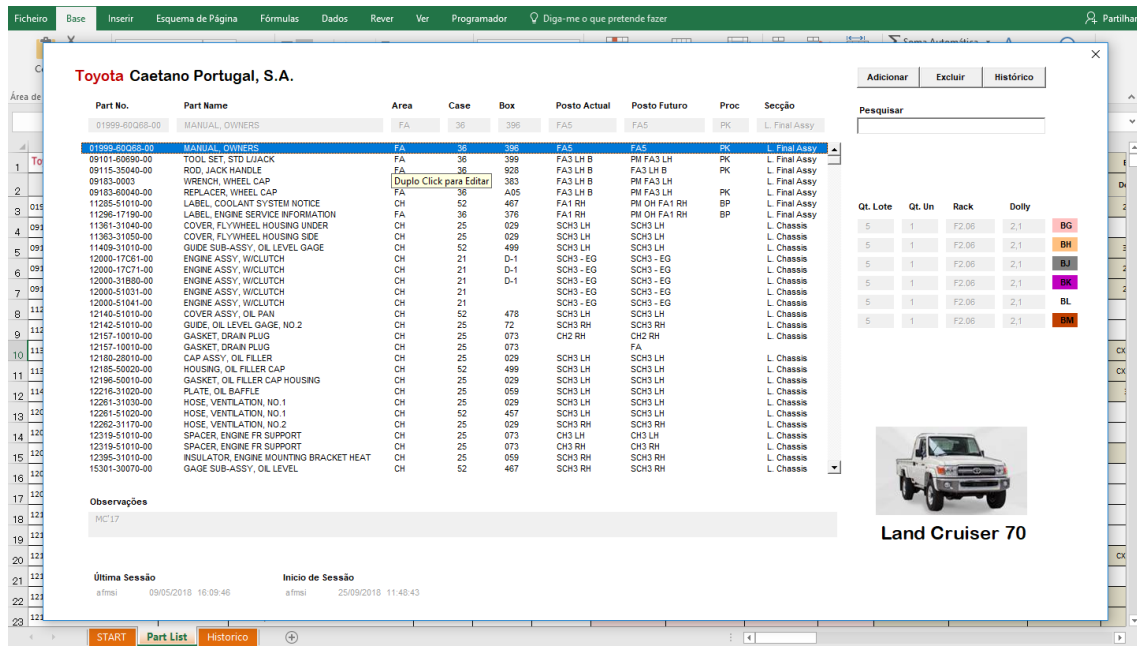 Ficheiro Base Inserir Esquema de Página Fórmulas Dados Rever Ver Programador Diga-me o que pretende fazer Partilhar
Toyota Caetano Portugal, S.A.
Adicionar Excluir Histórico
Part No. Part Name Area Case Box Posto Actual Posto Futuro Proc Secção
Pesquisar
01999-60Q68-00 MANUAL, OWNERS FA 36 396 FA5 FA5 PK L. Final Assy
01999-60Q68-00 MANUAL, OWNERS FA 36 396 FA5 FA5 PK L. Final Assy
09101-60690-00 TOOL SET, STD L/JACK FA 36 399 FA3 LH B PM FA3 LH PK L. Final Assy
09115-35040-00 ROD, JACK HANDLE FA 36 928 FA3 LH B FA3 LH B PK L. Final Assy
09183-0003 WRENCH, WHEEL CAP 383 FA3 LH B PM FA3 LH L. Final Assy
Duplo Click para Editar
09183-60040-00 REPLACER, WHEEL CAP FA 36 A05 FA3 LH B PM FA3 LH PK L. Final Assy
11285-51010-00 LABEL, COOLANT SYSTEM NOTICE CH 52 467 FA1 RH PM OH FA1 RH BP L. Final Assy
11296-17190-00 LABEL, ENGINE SERVICE INFORMATION FA 36 376 FA1 RH PM OH FA1 RH BP L. Final Assy
11361-31040-00 COVER, FLYWHEEL HOUSING UNDER CH 25 029 SCH3 LH SCH3 LH L. Chassis
11363-31050-00 COVER, FLYWHEEL HOUSING SIDE CH 25 029 SCH3 LH SCH3 LH L. Chassis
11409-31010-00 GUIDE SUB-ASSY, OIL LEVEL GAGE CH 52 499 SCH3 LH SCH3 LH L. Chassis
12000-17C61-00 ENGINE ASSY, W/CLUTCH CH 21 D-1 SCH3 - EG SCH3 - EG L. Chassis
12000-17C71-00 ENGINE ASSY, W/CLUTCH CH 21 D-1 SCH3 - EG SCH3 - EG L. Chassis
12000-31B80-00 ENGINE ASSY, W/CLUTCH CH 21 D-1 SCH3 - EG SCH3 - EG L. Chassis
12000-51031-00 ENGINE ASSY, W/CLUTCH CH 21 SCH3 - EG SCH3 - EG L. Chassis
12000-51041-00 ENGINE ASSY, W/CLUTCH CH 21 SCH3 - EG SCH3 - EG L. Chassis
12140-51010-00 COVER ASSY, OIL PAN CH 52 478 SCH3 LH SCH3 LH L. Chassis
12142-51010-00 GUIDE, OIL LEVEL GAGE, NO.2 CH 25 72 SCH3 RH SCH3 RH L. Chassis
12157-10010-00 GASKET, DRAIN PLUG CH 25 073 CH2 RH CH2 RH L. Chassis
12157-10010-00 GASKET, DRAIN PLUG CH 25 073 FA
12180-28010-00 CAP ASSY, OIL FILLER CH 25 029 SCH3 LH SCH3 LH L. Chassis
12185-50020-00 HOUSING, OIL FILLER CAP CH 52 499 SCH3 LH SCH3 LH L. Chassis
12196-50010-00 GASKET, OIL FILLER CAP HOUSING CH 25 029 SCH3 LH SCH3 LH L. Chassis
12216-31020-00 PLATE, OIL BAFFLE CH 25 059 SCH3 LH SCH3 LH L. Chassis
12261-31030-00 HOSE, VENTILATION, NO.1 CH 25 029 SCH3 LH SCH3 LH L. Chassis
12261-51020-00 HOSE, VENTILATION, NO.1 CH 52 457 SCH3 LH SCH3 LH L. Chassis
12262-31170-00 HOSE, VENTILATION, NO.2 CH 25 029 SCH3 RH SCH3 RH L. Chassis
12319-51010-00 SPACER, ENGINE FR SUPPORT CH 25 073 CH3 LH CH3 LH L. Chassis
12319-51010-00 SPACER, ENGINE FR SUPPORT CH 25 073 CH3 RH CH3 RH L. Chassis
12395-31010-00 INSULATOR, ENGINE MOUNTING BRACKET HEAT CH 25 059 SCH3 RH SCH3 RH L. Chassis
15301-30070-00 GAGE SUB-ASSY, OIL LEVEL CH 52 467 SCH3 RH SCH3 RH L. Chassis
Qt. Lote Qt. Un Rack Dolly
5 1 F2.06 2,1 BG
5 1 F2.06 2,1 BH
5 1 F2.06 2,1 BJ
5 1 F2.06 2,1 BK
5 1 F2.06 2,1 BL
5 1 F2.06 2,1 BM
Land Cruiser 70
Observações
MC'17
Última Sessão Inicio de Sessão
afmsi 09/05/2018 16:09:46 afmsi 25/09/2018 11:48:43
1
2
3
4
5
6
7
8
9
10
11
12
13
14
15
16
17
18
19
20
21
22
23
START Part List Historico